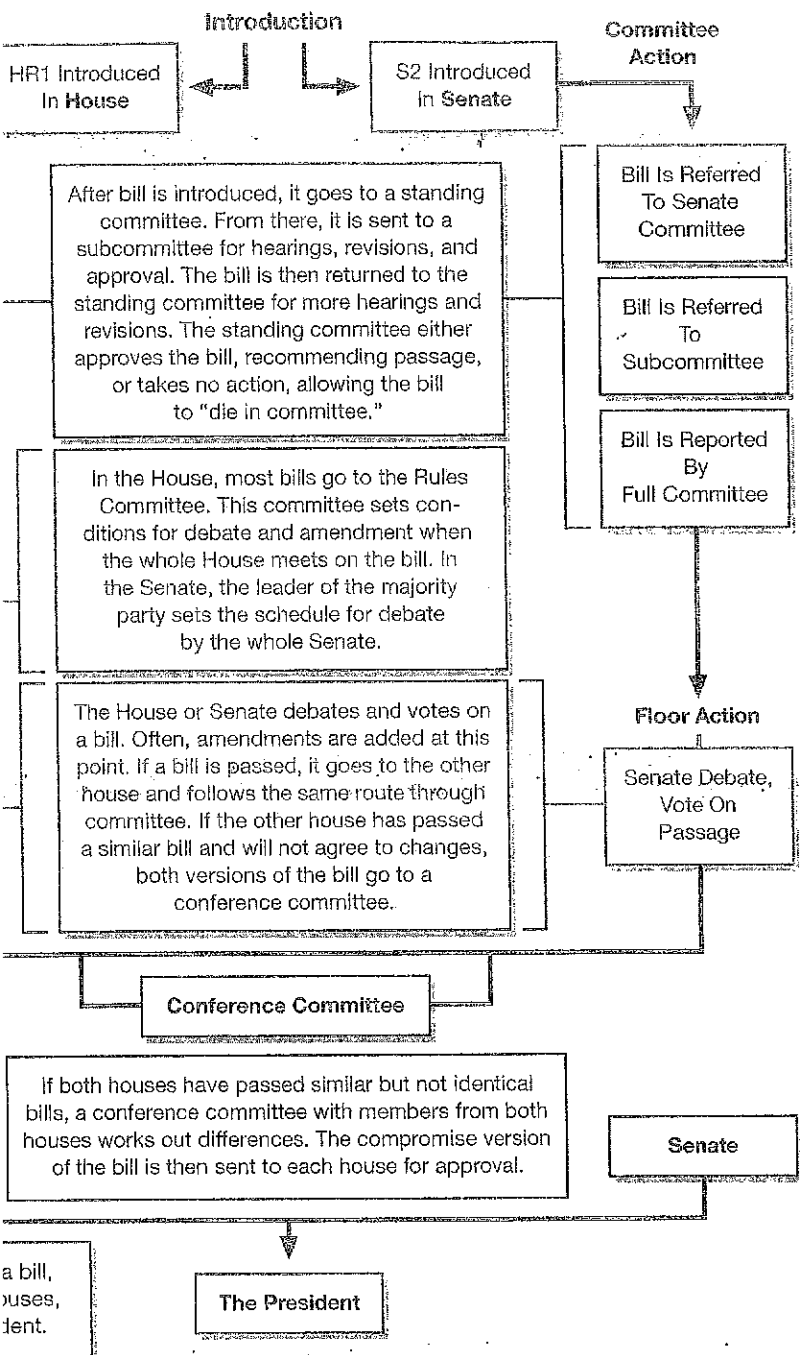 Introduction
Committee
Action
HR1 Introduced
In House
S2 Introduced
In Senate
After bill is introduced, it goes to a standing
committee. From there, it is sent to a
subcommittee for hearings, revisions, and
approval. The bill is then returned to the
standing committee for more hearings and
revisions. The standing committee either
approves the bill, recommending passage,
or takes no action, allowing the bill
to "die in committee."
Bill Is Referred
To Senate
Committee
Bill Is Referred
To
Subcommittee
Bill Is Reported
By
Full Committee
In the House, most bills go to the Rules
Committee. This committee sets con-
ditions for debate and amendment when
the whole House meets on the bill. In
the Senate, the leader of the majority
party sets the schedule for debate
by the whole Senate.
Floor Action
The House or Senate debates and votes on
a bill. Often, amendments are added at this
point. If a bill is passed, it goes to the other
house and follows the same route through
committee. If the other house has passed
a similar bill and will not agree to changes,
both versions of the bill go to a
conference committee.
Senate Debate,
Vote On
Passage
Conference Committee
If both houses have passed similar but not identical
bills, a conference committee with members from both
houses works out differences. The compromise version
of the bill is then sent to each house for approval.
Senate
a bill,
ouses,
dent.
The President